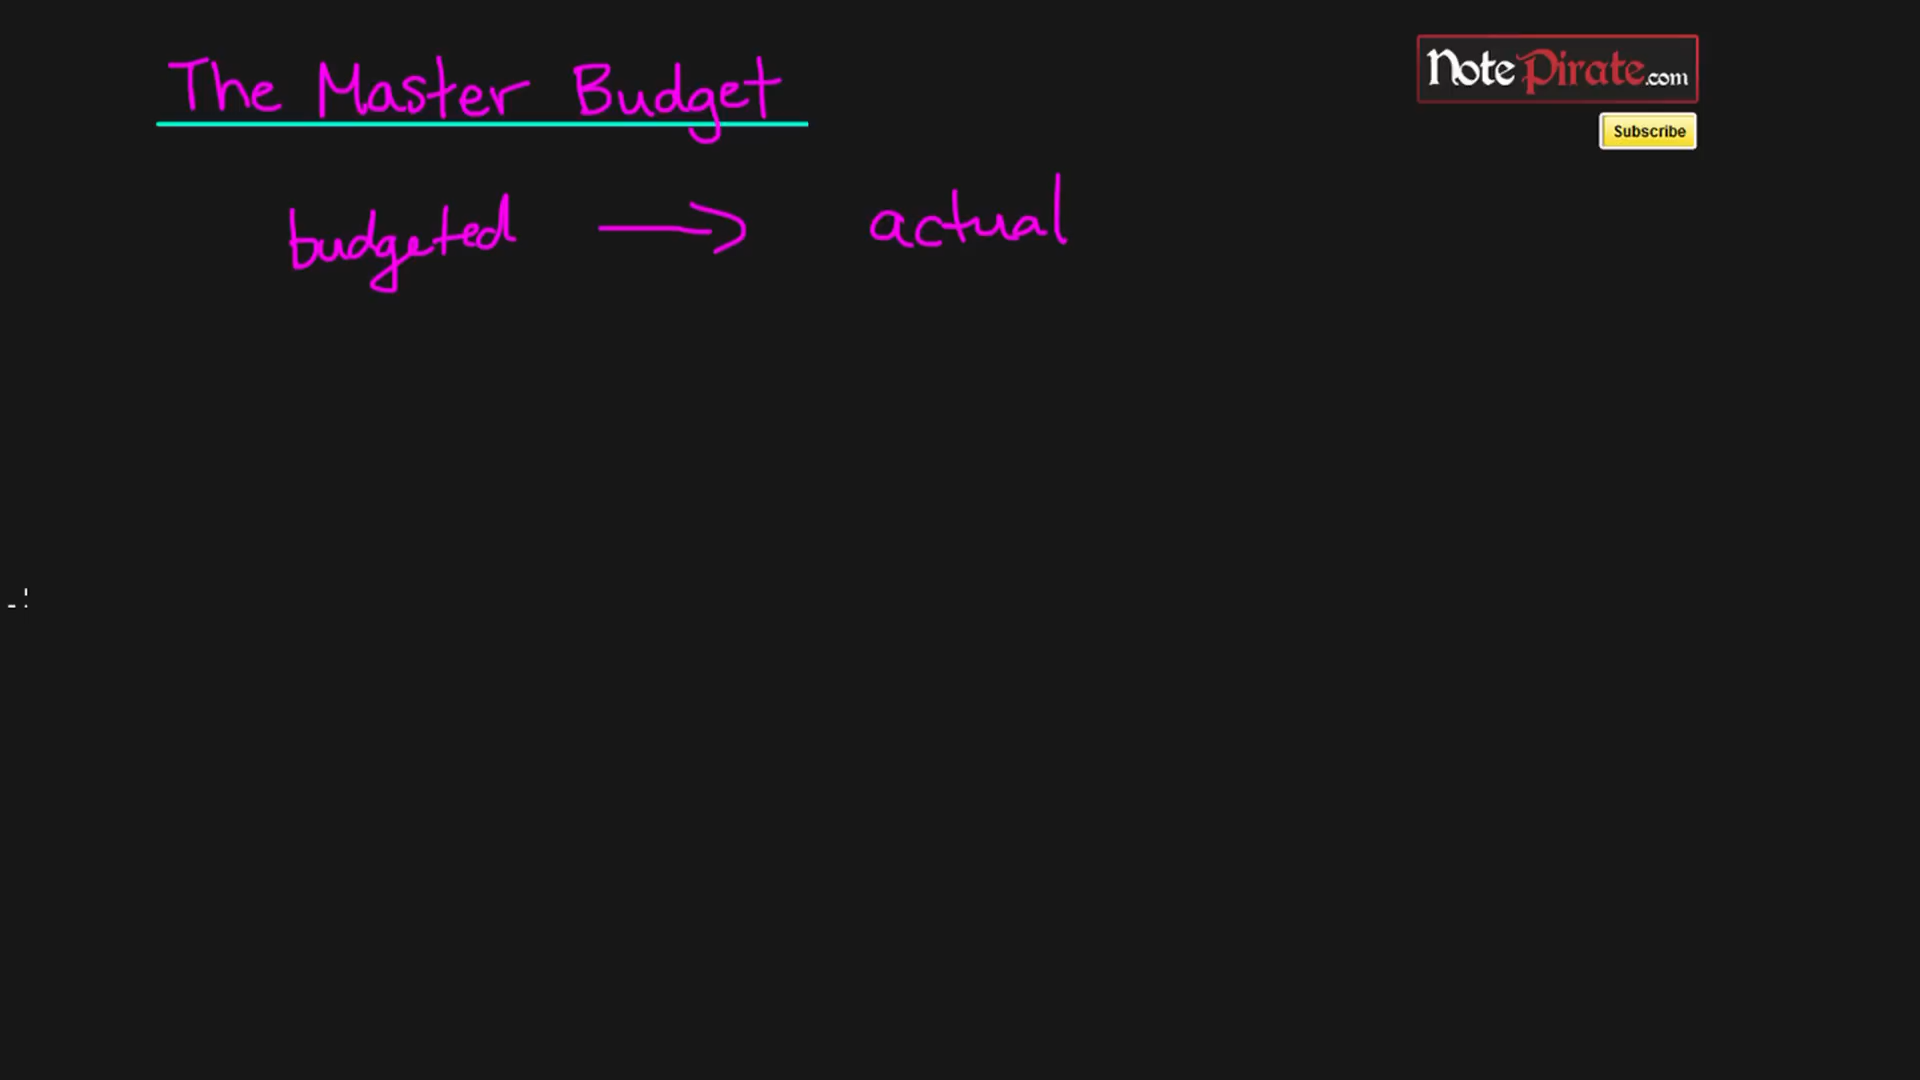 The Master Budget
NotePirate.com
Subscribe
budgeted → actual